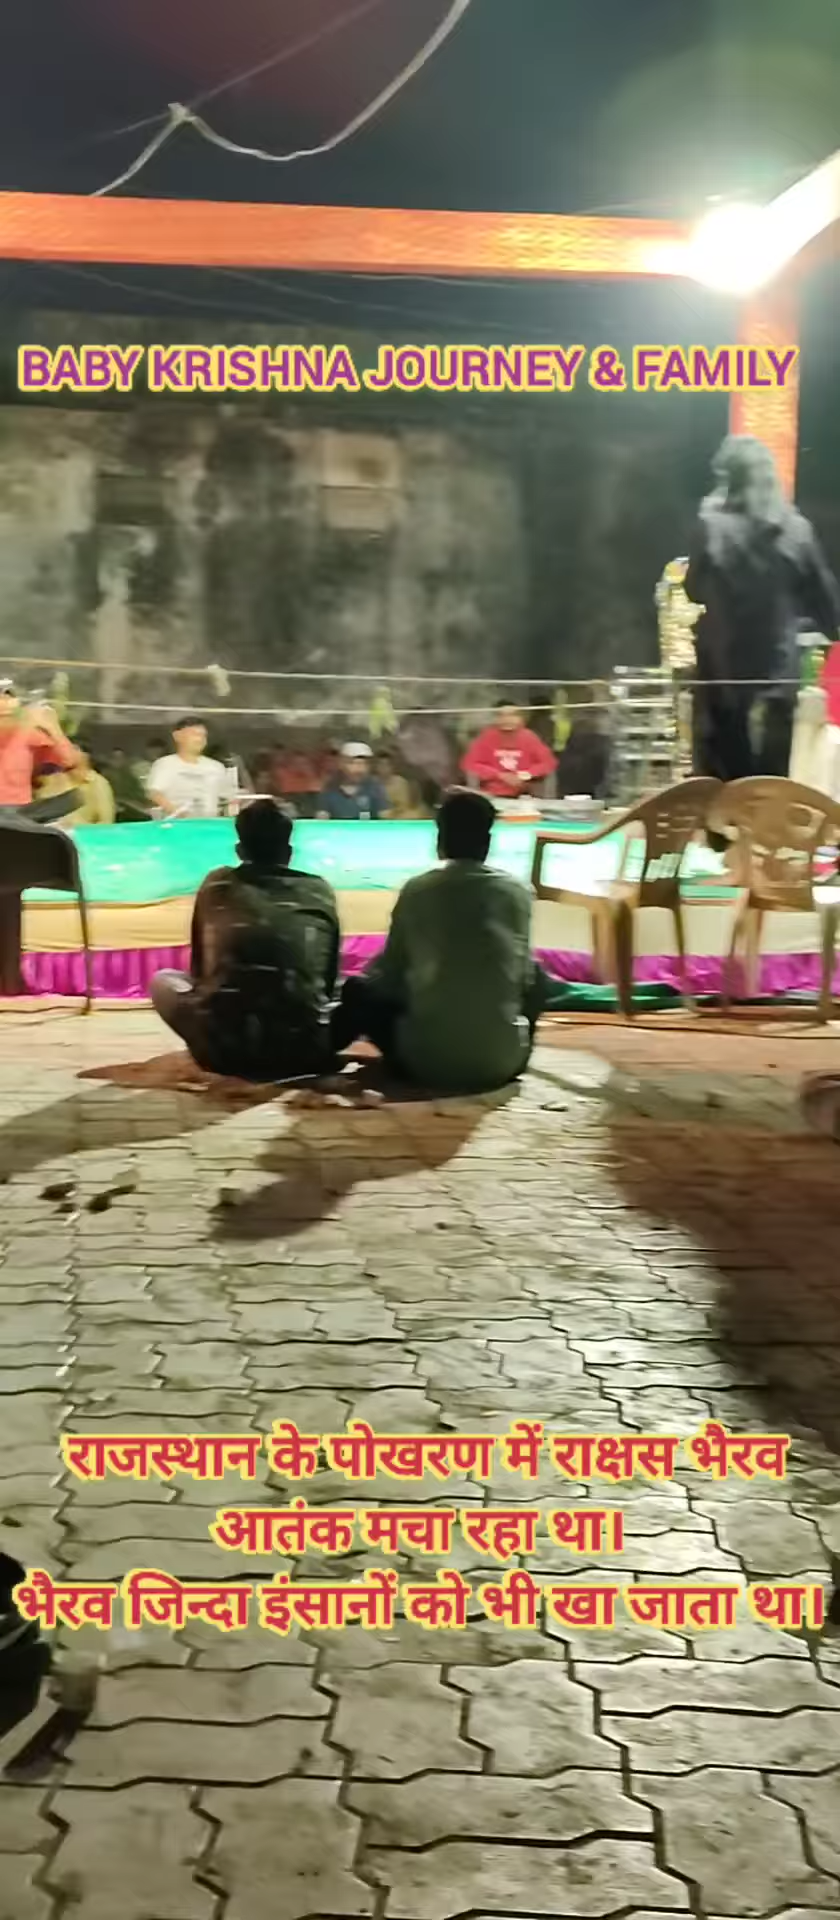 BABY KRISHNA JOURNEY & FAMILY
राजस्थान के पोखरण में राक्षस भैरव
आतंक मचा रहा था।
भैरव जिन्दा इंसानों को भी खा जाता था।